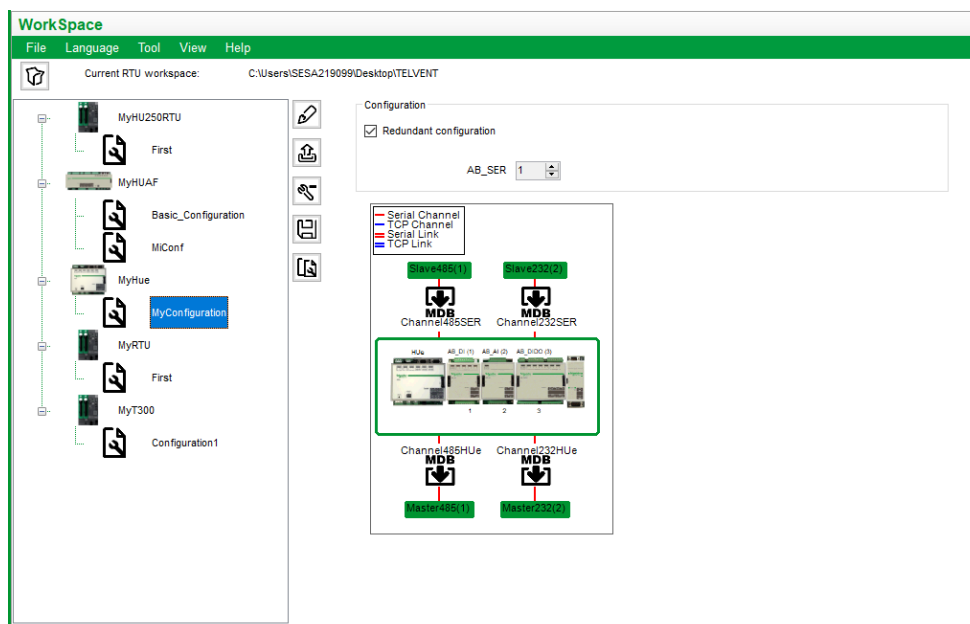 WorkSpace
File Language Tool View Help
Current RTU workspace: C:\Users\SESA219099\Desktop\TELVENT
MyHU250RTU
First
MyHUAF
Basic_Configuration
MiConf
MyHue
MyConfiguration
MyRTU
First
MyT300
Configuration1
Configuration
Redundant configuration
AB_SER 1
Serial Channel
TCP Channel
Serial Link
TCP Link
Slave485(1) Slave232(2)
MDB MDB
Channel485SER Channel232SER
HUe AB_DI (1) AB_AI (2) AB_DIDO (3)
1 2 3
Channel485HUe Channel232HUe
MDB MDB
Master485(1) Master232(2)